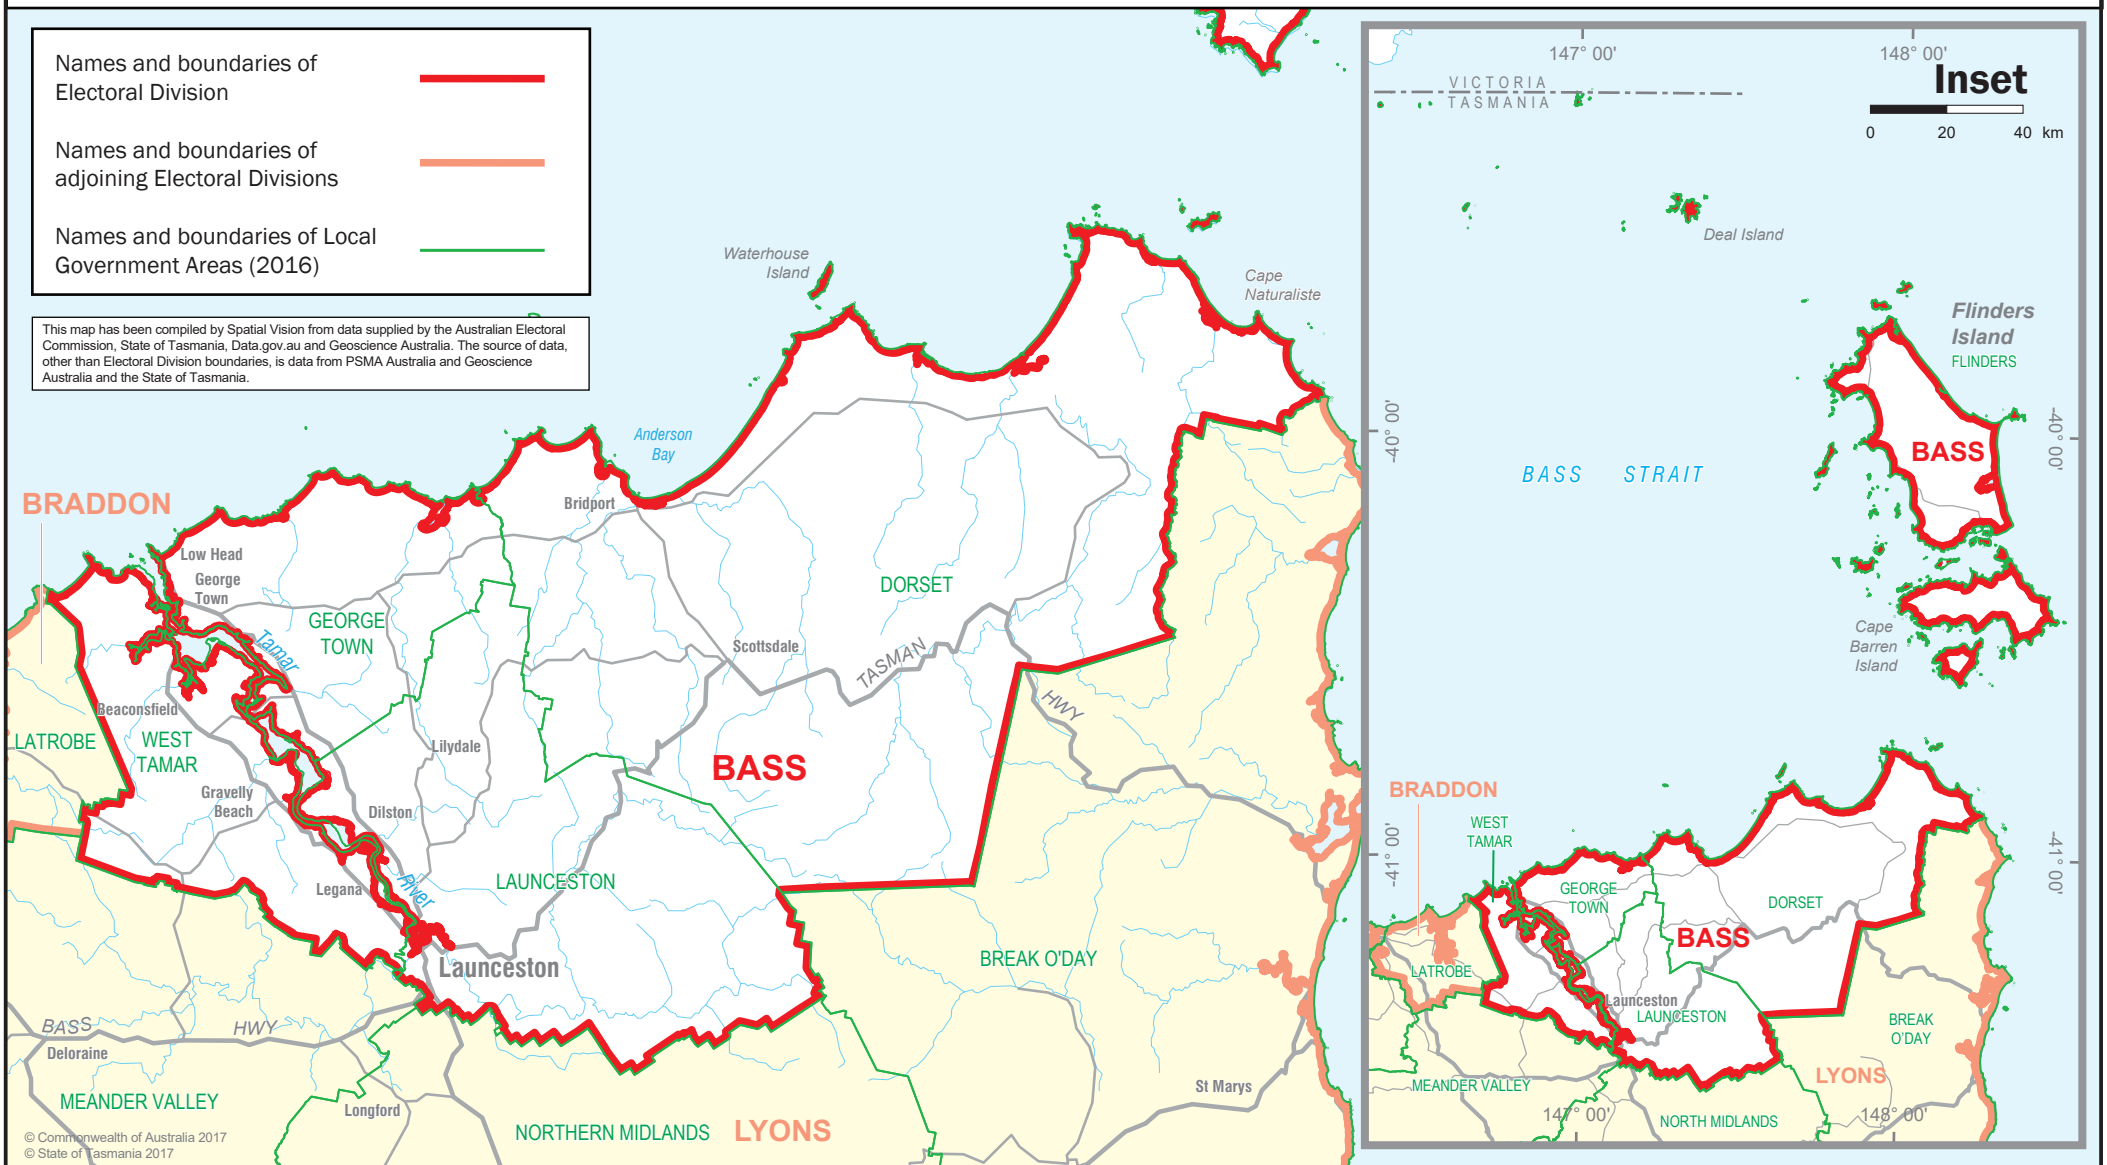 Names and boundaries of
Electoral Division
Names and boundaries of
adjoining Electoral Divisions
Names and boundaries of Local
Government Areas (2016)
This map has been compiled by Spatial Vision from data supplied by the Australian Electoral
Commission, State of Tasmania, Data.gov.au and Geoscience Australia. The source of data,
other than Electoral Division boundaries, is data from PSMA Australia and Geoscience
Australia and the State of Tasmania.
Waterhouse
Island
Cape
Naturaliste
Anderson
Bay
Bridport
BRADDON
Low Head
George
Town
GEORGE
TOWN
Tamar
DORSET
Scottsdale
TASMAN
HWY
Beaconsfield
LATROBE
WEST
TAMAR
Lilydale
BASS
Gravelly
Beach
Dilston
Legana
River
LAUNCESTON
Launceston
BREAK O'DAY
BASS
HWY
Deloraine
MEANDER VALLEY
Longford
St Marys
NORTHERN MIDLANDS
LYONS
© Commonwealth of Australia 2017
© State of Tasmania 2017
147° 00'
148° 00'
Inset
VICTORIA
TASMANIA
0 20 40 km
Deal Island
Flinders
Island
FLINDERS
-40° 00'
-40° 00'
BASS
BASS STRAIT
Cape
Barren
Island
BRADDON
WEST
TAMAR
-41° 00'
-41° 00'
GEORGE
TOWN
DORSET
BASS
LATROBE
Launceston
LAUNCESTON
BREAK
O'DAY
LYONS
MEANDER VALLEY
147° 00'
148° 00'
NORTH MIDLANDS